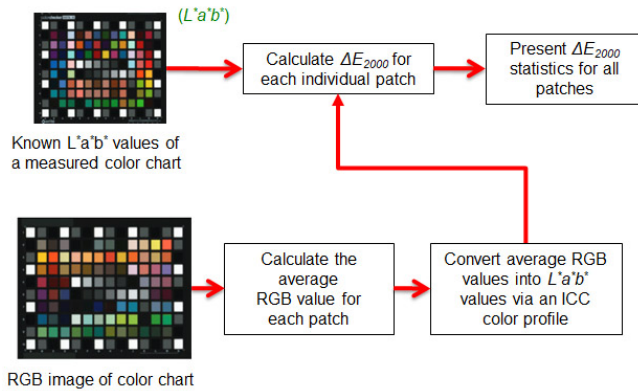 (L*a*b*)
Calculate ΔE2000 for
each individual patch
Present ΔE2000
statistics for all
patches
Known L*a*b* values of
a measured color chart
Calculate the
average
RGB value for
each patch
Convert average RGB
values into L*a*b*
values via an ICC
color profile
RGB image of color chart